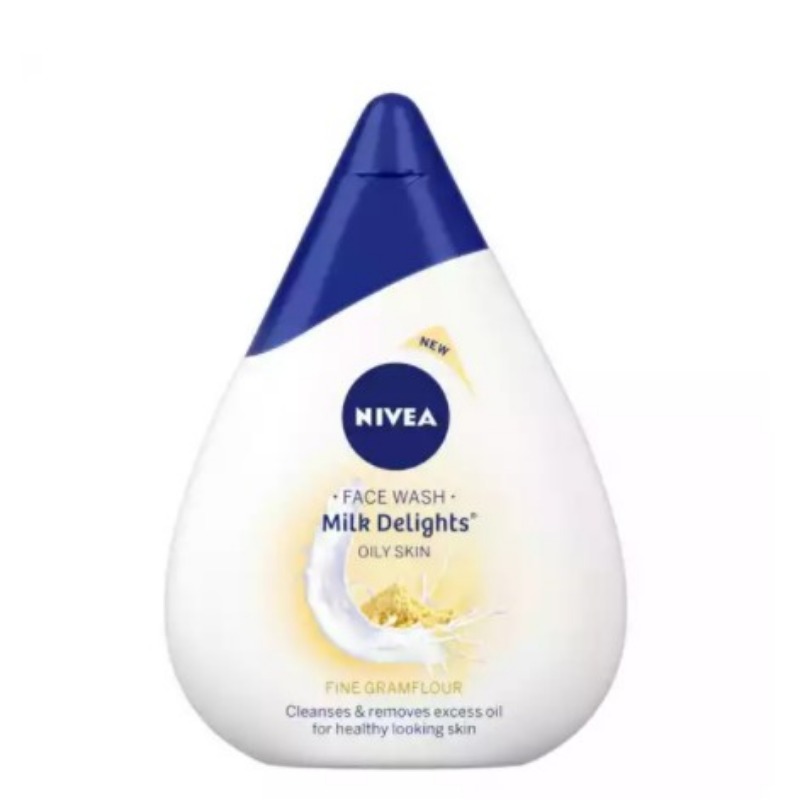 NEW
NIVEA
• FACE WASH •
Milk Delights®
OILY SKIN
FINE GRAMFLOUR
Cleanses & removes excess oil
for healthy looking skin